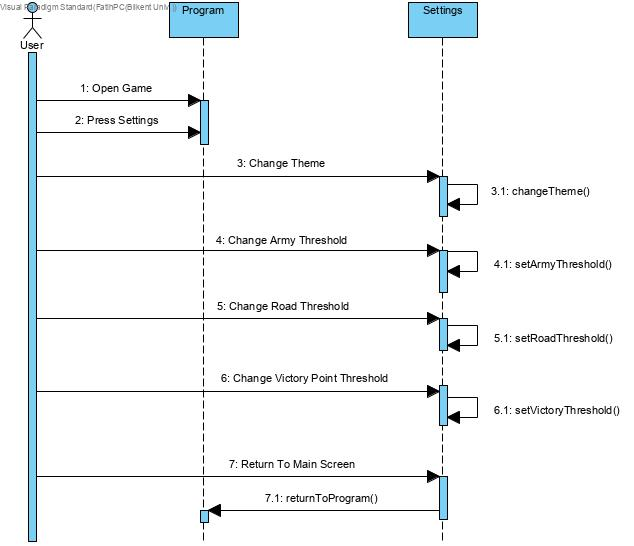 Visual Paradigm Standard(FatihPC(Bilkent Univ.))
Program
Settings
User
1: Open Game
2: Press Settings
3: Change Theme
3.1: changeTheme()
4: Change Army Threshold
4.1: setArmyThreshold()
5: Change Road Threshold
5.1: setRoadThreshold()
6: Change Victory Point Threshold
6.1: setVictoryThreshold()
7: Return To Main Screen
7.1: returnToProgram()